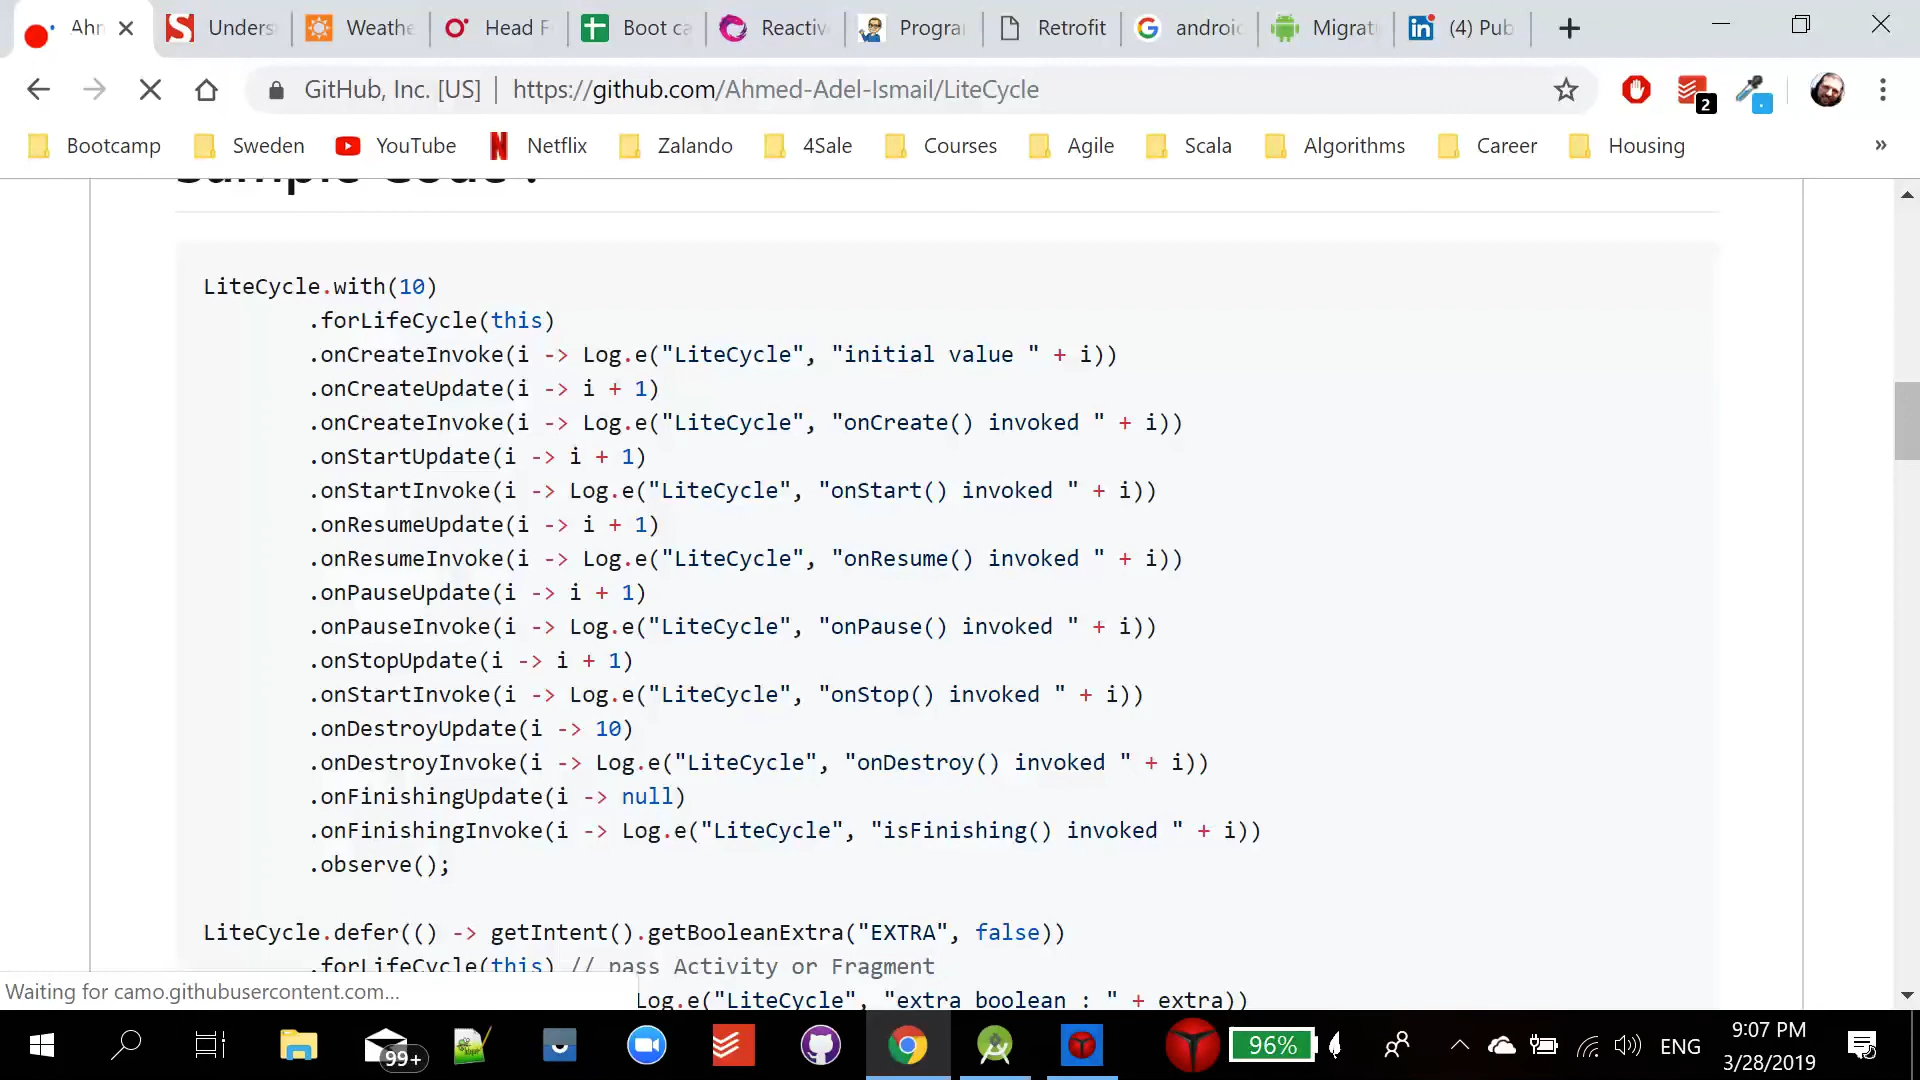 Ahm
Unders
Weathe
Head F
Boot ca
Reactiv
Progra
Retrofit
androi
Migrat
(4) Pub
GitHub, Inc. [US] | https://github.com/Ahmed-Adel-Ismail/LiteCycle
2
Bootcamp
Sweden
YouTube
Netflix
Zalando
4Sale
Courses
Agile
Scala
Algorithms
Career
Housing
»
Sample Code :
LiteCycle.with(10)
.forLifeCycle(this)
.onCreateInvoke(i -> Log.e("LiteCycle", "initial value " + i))
.onCreateUpdate(i -> i + 1)
.onCreateInvoke(i -> Log.e("LiteCycle", "onCreate() invoked " + i))
.onStartUpdate(i -> i + 1)
.onStartInvoke(i -> Log.e("LiteCycle", "onStart() invoked " + i))
.onResumeUpdate(i -> i + 1)
.onResumeInvoke(i -> Log.e("LiteCycle", "onResume() invoked " + i))
.onPauseUpdate(i -> i + 1)
.onPauseInvoke(i -> Log.e("LiteCycle", "onPause() invoked " + i))
.onStopUpdate(i -> i + 1)
.onStartInvoke(i -> Log.e("LiteCycle", "onStop() invoked " + i))
.onDestroyUpdate(i -> 10)
.onDestroyInvoke(i -> Log.e("LiteCycle", "onDestroy() invoked " + i))
.onFinishingUpdate(i -> null)
.onFinishingInvoke(i -> Log.e("LiteCycle", "isFinishing() invoked " + i))
.observe();
LiteCycle.defer(() -> getIntent().getBooleanExtra("EXTRA", false))
.forLifeCycle(this) // pass Activity or Fragment
Log.e("LiteCycle", "extra boolean : " + extra))
Waiting for camo.githubusercontent.com...
99+
96%
ENG
9:07 PM
3/28/2019